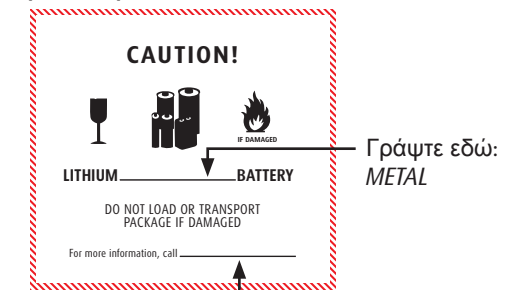 CAUTION!
IF DAMAGED
LITHIUM BATTERY
DO NOT LOAD OR TRANSPORT
PACKAGE IF DAMAGED
For more information, call
Γράψτε εδώ:
METAL